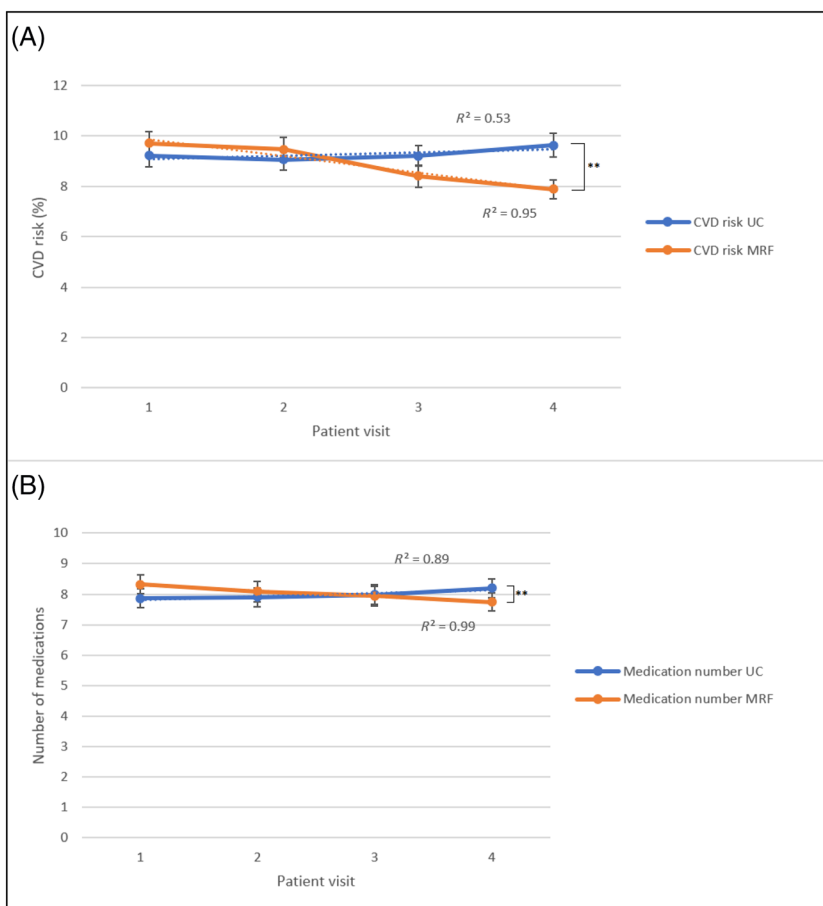 (A)
12
10
8
6
4
2
0
CVD risk (%)
R² = 0.53
**
R² = 0.95
1 2 3 4
Patient visit
CVD risk UC
CVD risk MRF
(B)
10
9
8
7
6
5
4
3
2
1
0
Number of medications
R² = 0.89
**
R² = 0.99
1 2 3 4
Patient visit
Medication number UC
Medication number MRF